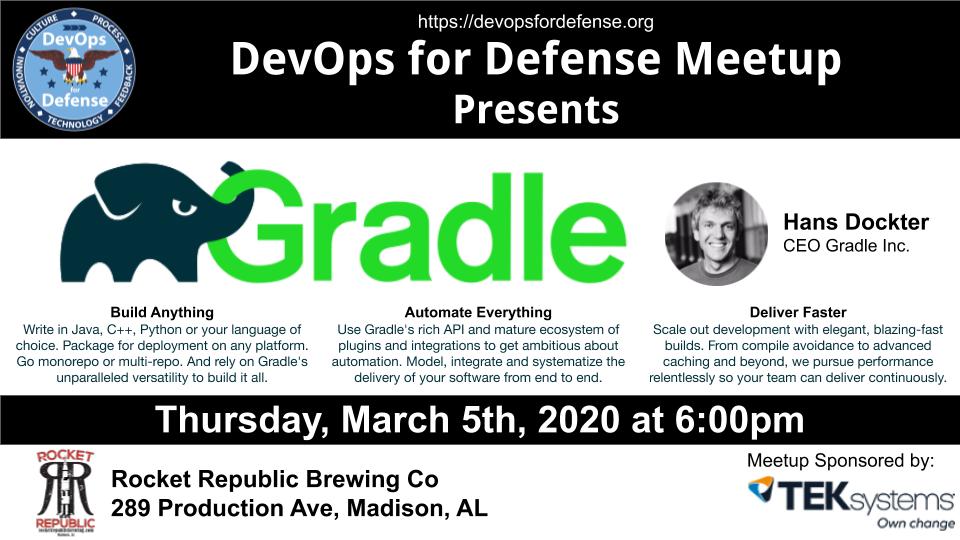 https://devopsfordefense.org
DevOps for Defense Meetup
Presents
CULTURE
PROCESS
FEEDBACK
TECHNOLOGY
INNOVATION
DevOps
for
Defense
Gradle
Hans Dockter
CEO Gradle Inc.
Build Anything
Write in Java, C++, Python or your language of
choice. Package for deployment on any platform.
Go monorepo or multi-repo. And rely on Gradle's
unparalleled versatility to build it all.
Automate Everything
Use Gradle's rich API and mature ecosystem of
plugins and integrations to get ambitious about
automation. Model, integrate and systematize the
delivery of your software from end to end.
Deliver Faster
Scale out development with elegant, blazing-fast
builds. From compile avoidance to advanced
caching and beyond, we pursue performance
relentlessly so your team can deliver continuously.
Thursday, March 5th, 2020 at 6:00pm
ROCKET
REPUBLIC
Rocket Republic Brewing Co
289 Production Ave, Madison, AL
Meetup Sponsored by:
TEKsystems
Own change